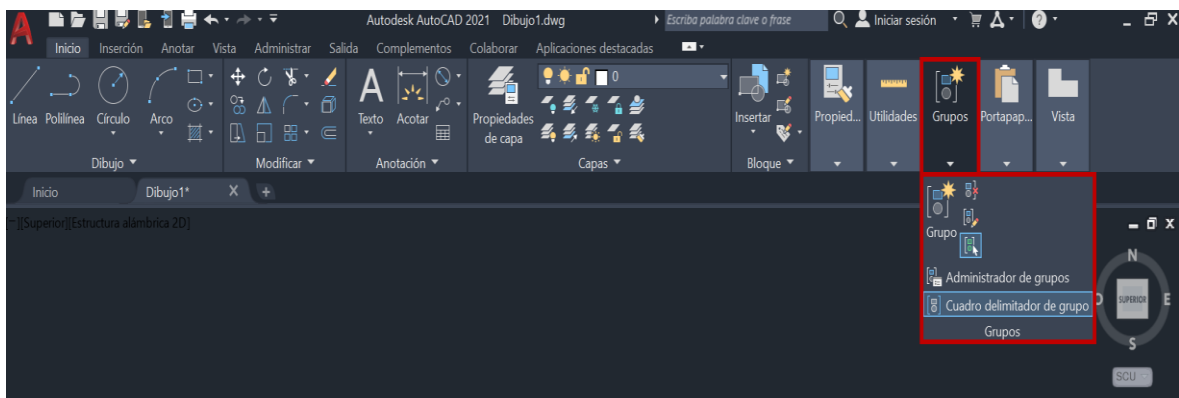 Autodesk AutoCAD 2021 Dibujo1.dwg Escriba palabra clave o frase Iniciar sesión
Inicio Inserción Anotar Vista Administrar Salida Complementos Colaborar Aplicaciones destacadas
0
Línea Polilínea Círculo Arco Texto Acotar Propiedades de capa Insertar Propied... Utilidades Grupos Portapap... Vista
Dibujo Modificar Anotación Capas Bloque
Inicio Dibujo1* X +
[-][Superior][Estructura alámbrica 2D]
Grupo
Administrador de grupos
Cuadro delimitador de grupo
Grupos
N
O SUPERIOR E
S
SCU